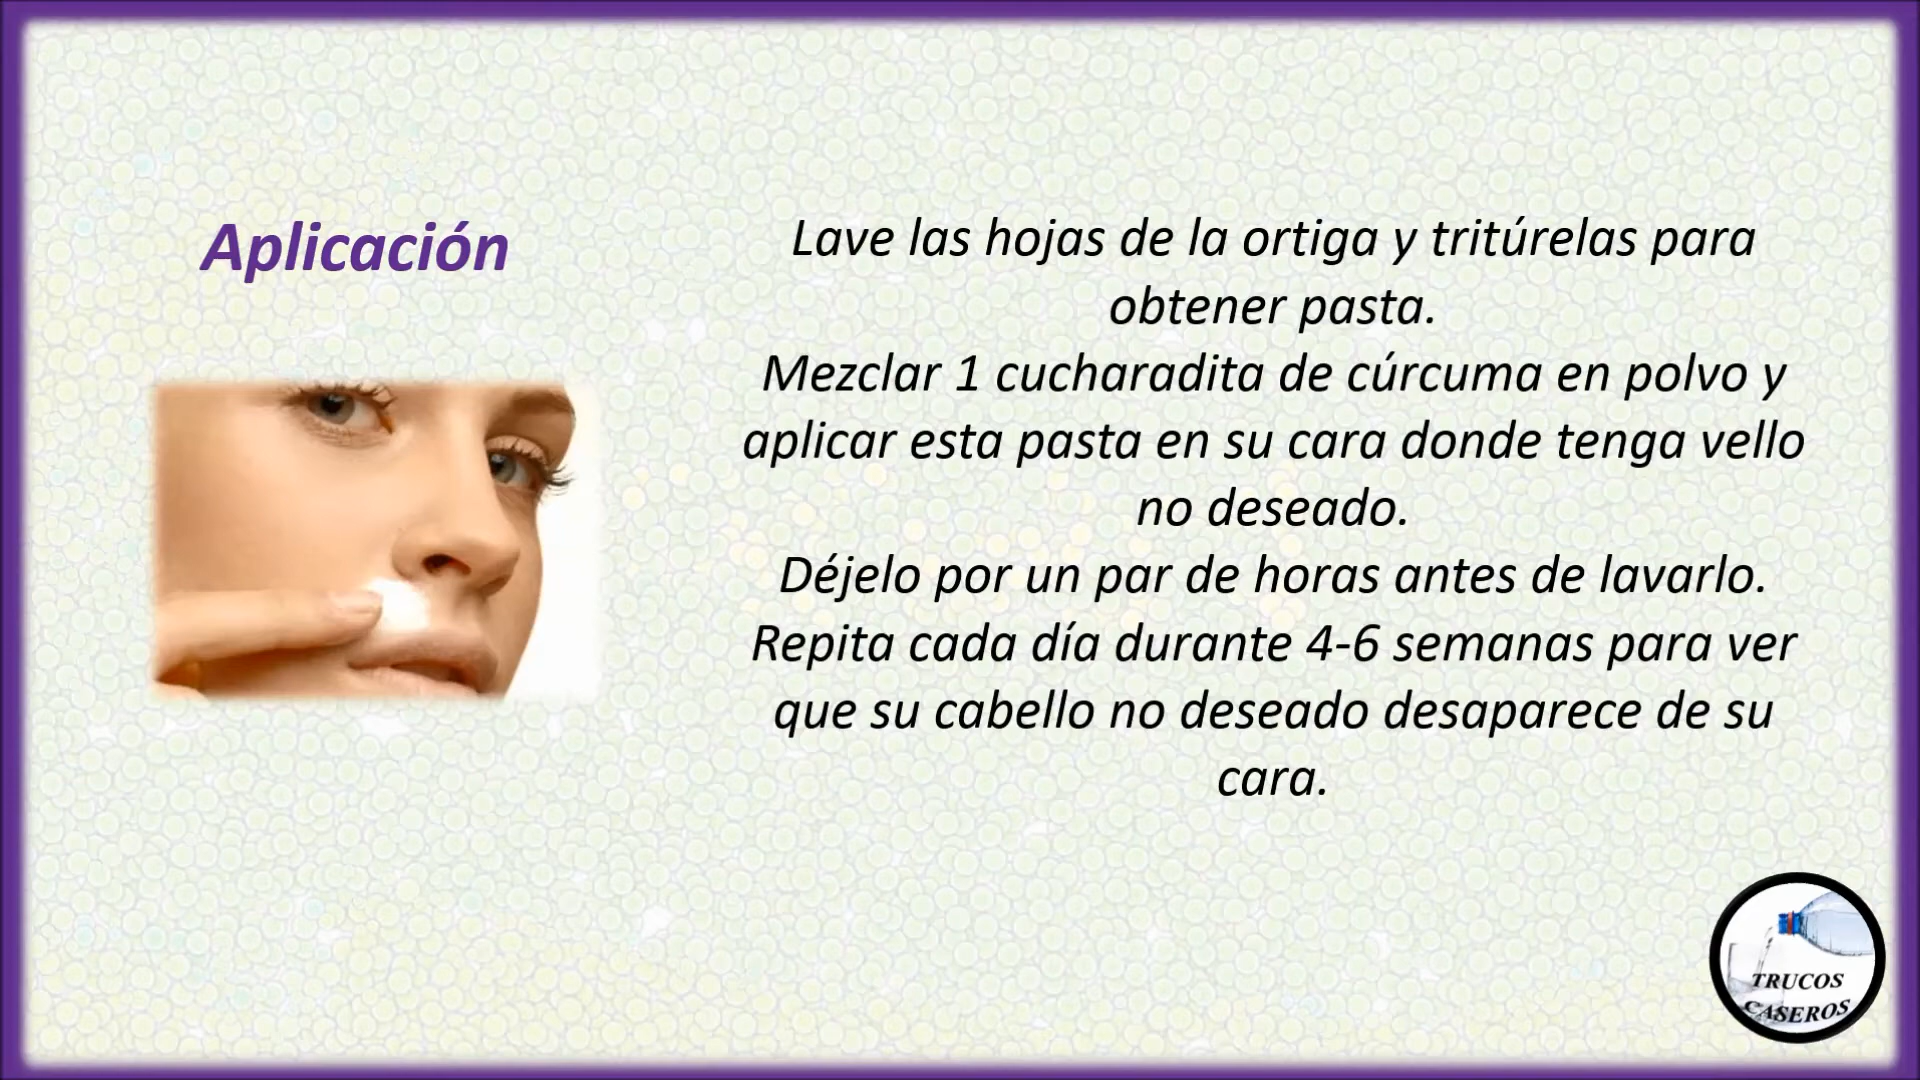 Aplicación
Lave las hojas de la ortiga y tritúrelas para
obtener pasta.
Mezclar 1 cucharadita de cúrcuma en polvo y
aplicar esta pasta en su cara donde tenga vello
no deseado.
Déjelo por un par de horas antes de lavarlo.
Repita cada día durante 4-6 semanas para ver
que su cabello no deseado desaparece de su
cara.
TRUCOS
CASEROS